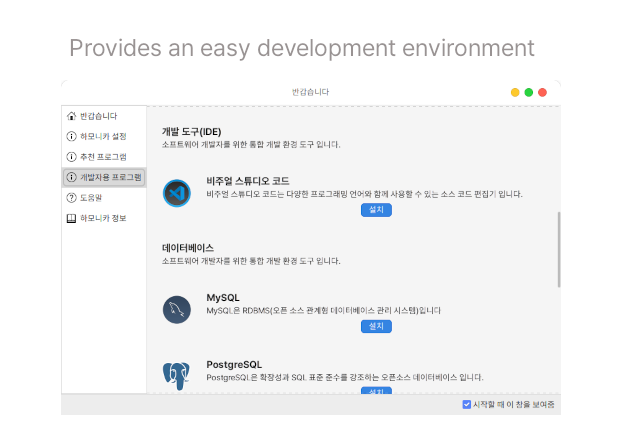 Provides an easy development environment
반갑습니다
반갑습니다
하모니카 설정
추천 프로그램
개발자용 프로그램
도움말
하모니카 정보
개발 도구(IDE)
소프트웨어 개발자를 위한 통합 개발 환경 도구 입니다.
비주얼 스튜디오 코드
비주얼 스튜디오 코드는 다양한 프로그래밍 언어와 함께 사용할 수 있는 소스 코드 편집기 입니다.
설치
데이터베이스
소프트웨어 개발자를 위한 통합 개발 환경 도구 입니다.
MySQL
MySQL은 RDBMS(오픈 소스 관계형 데이터베이스 관리 시스템)입니다
설치
PostgreSQL
PostgreSQL은 확장성과 SQL 표준 준수를 강조하는 오픈소스 데이터베이스 입니다.
설치
시작할 때 이 창을 보여줌